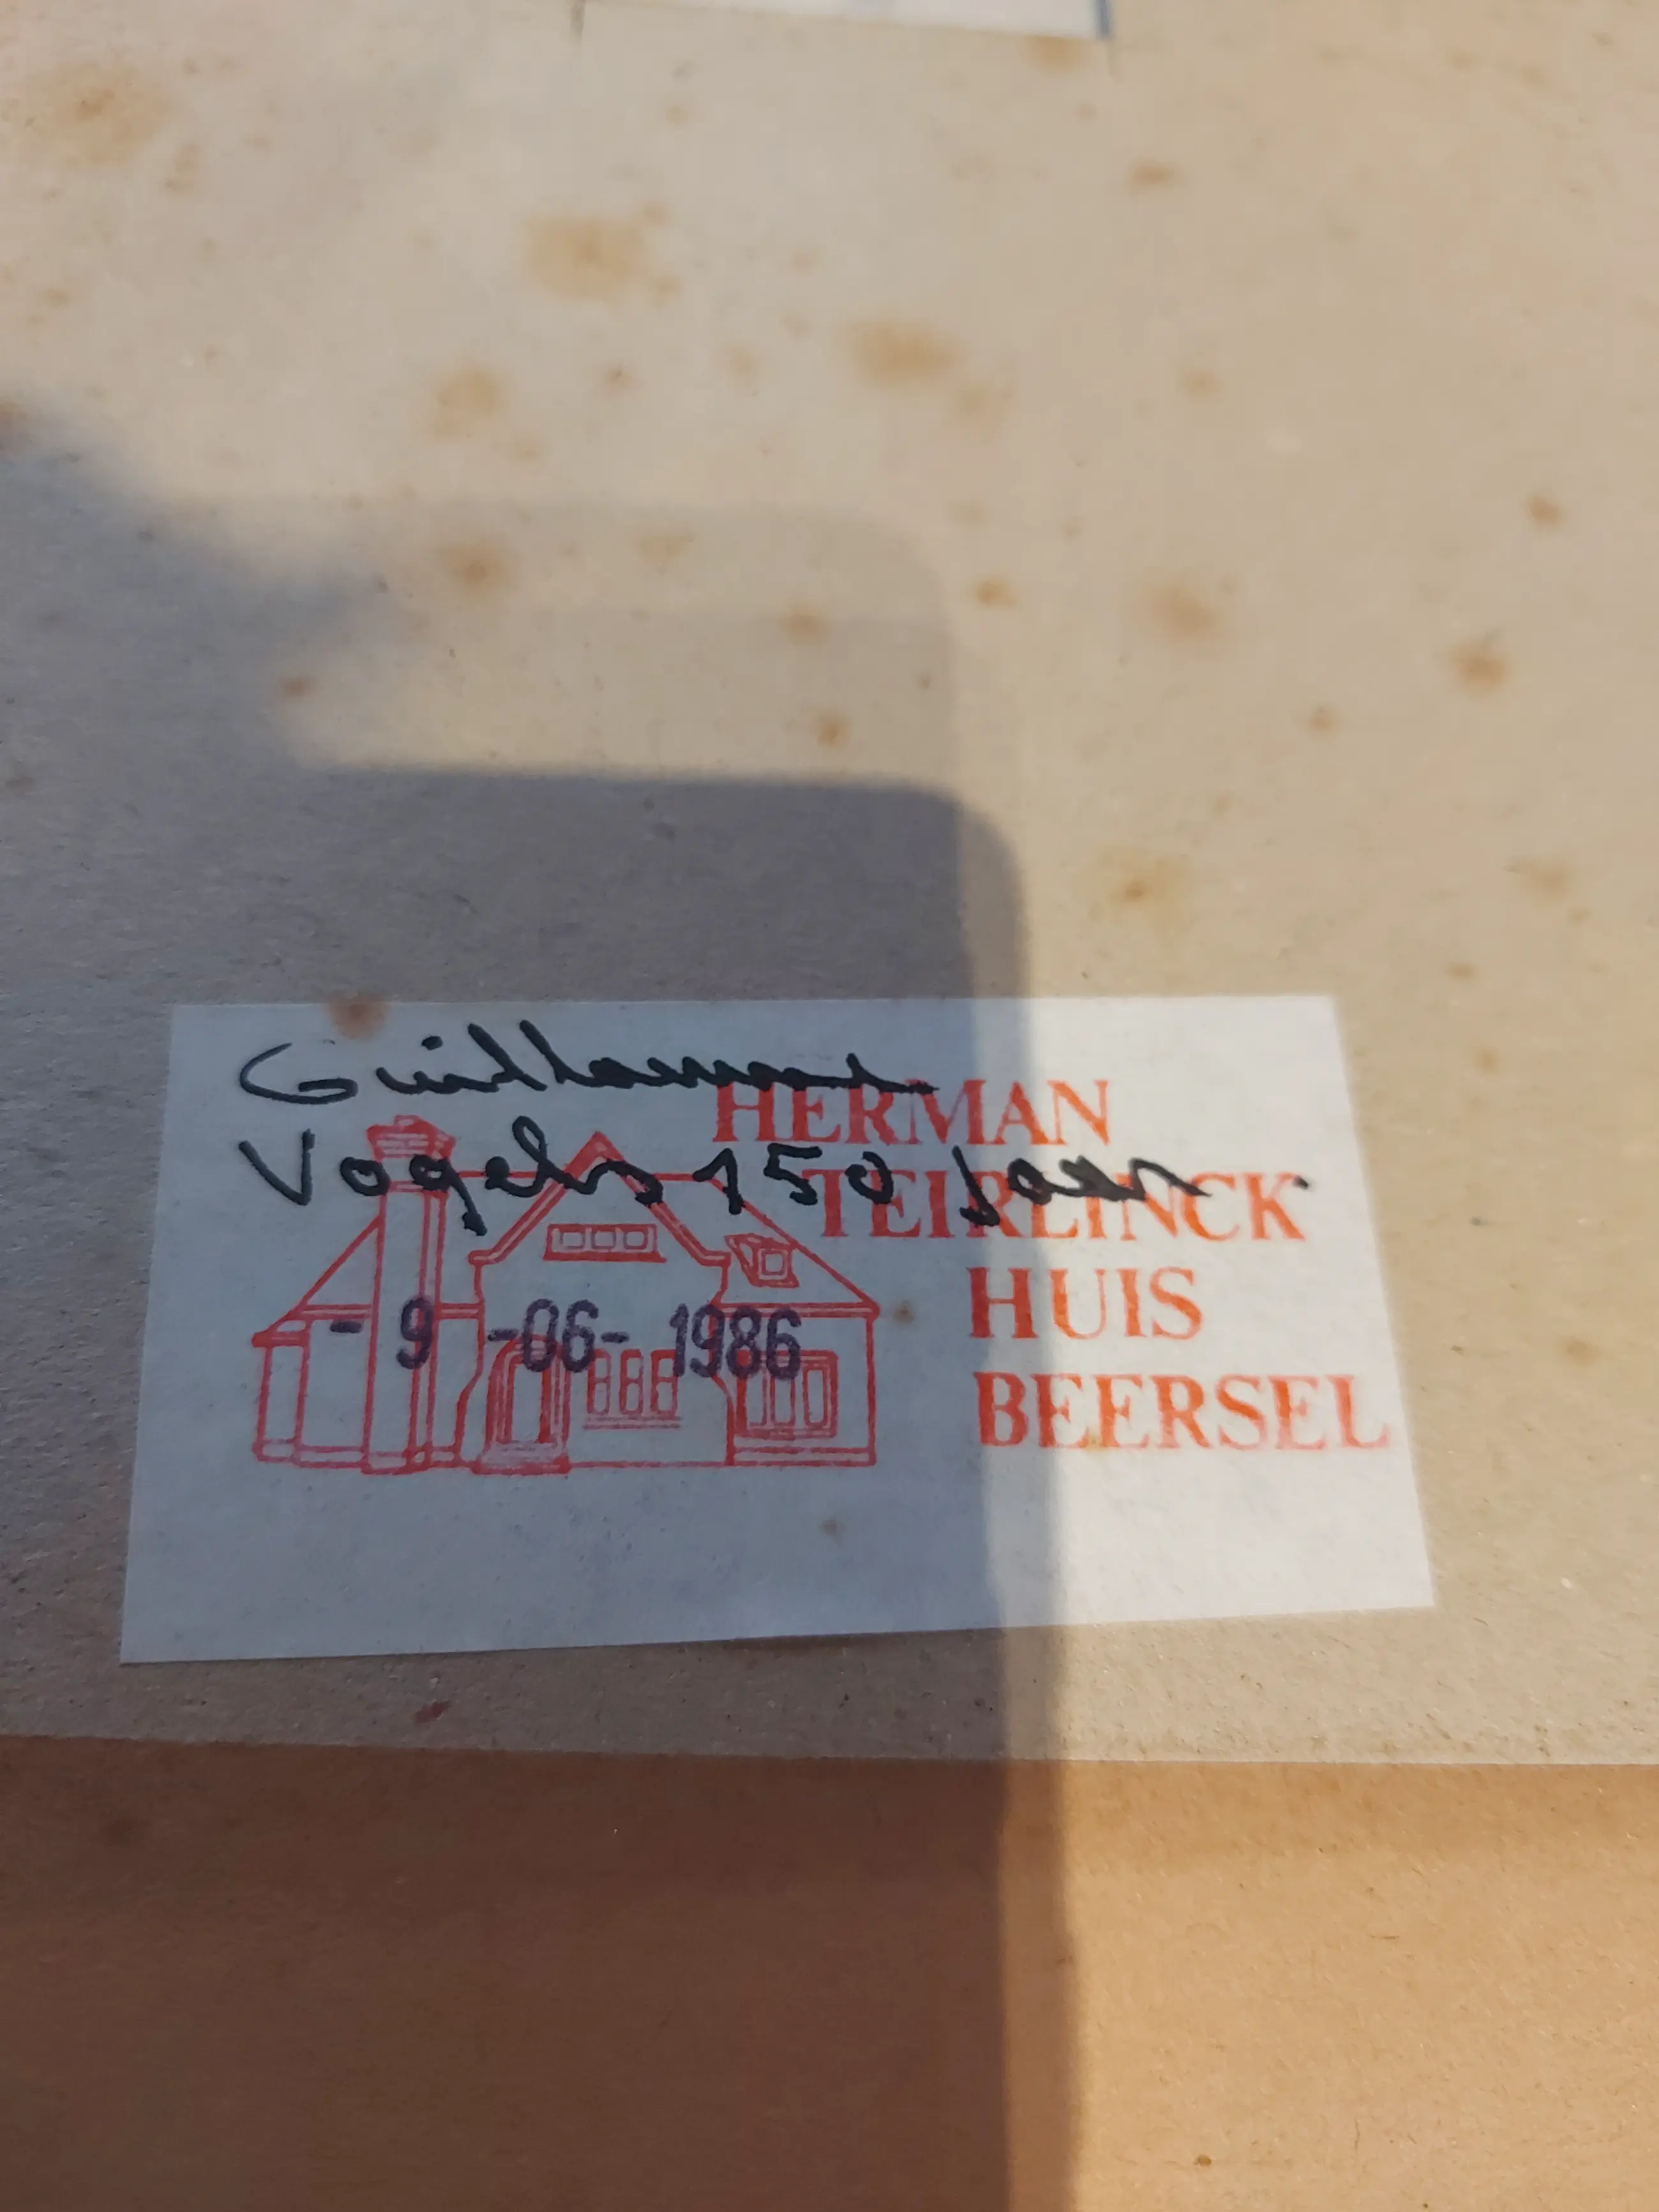 Guillaume
Vogels 150 jaar.
HERMAN
TEIRLINCK
HUIS
BEERSEL
- 9 -06- 1986